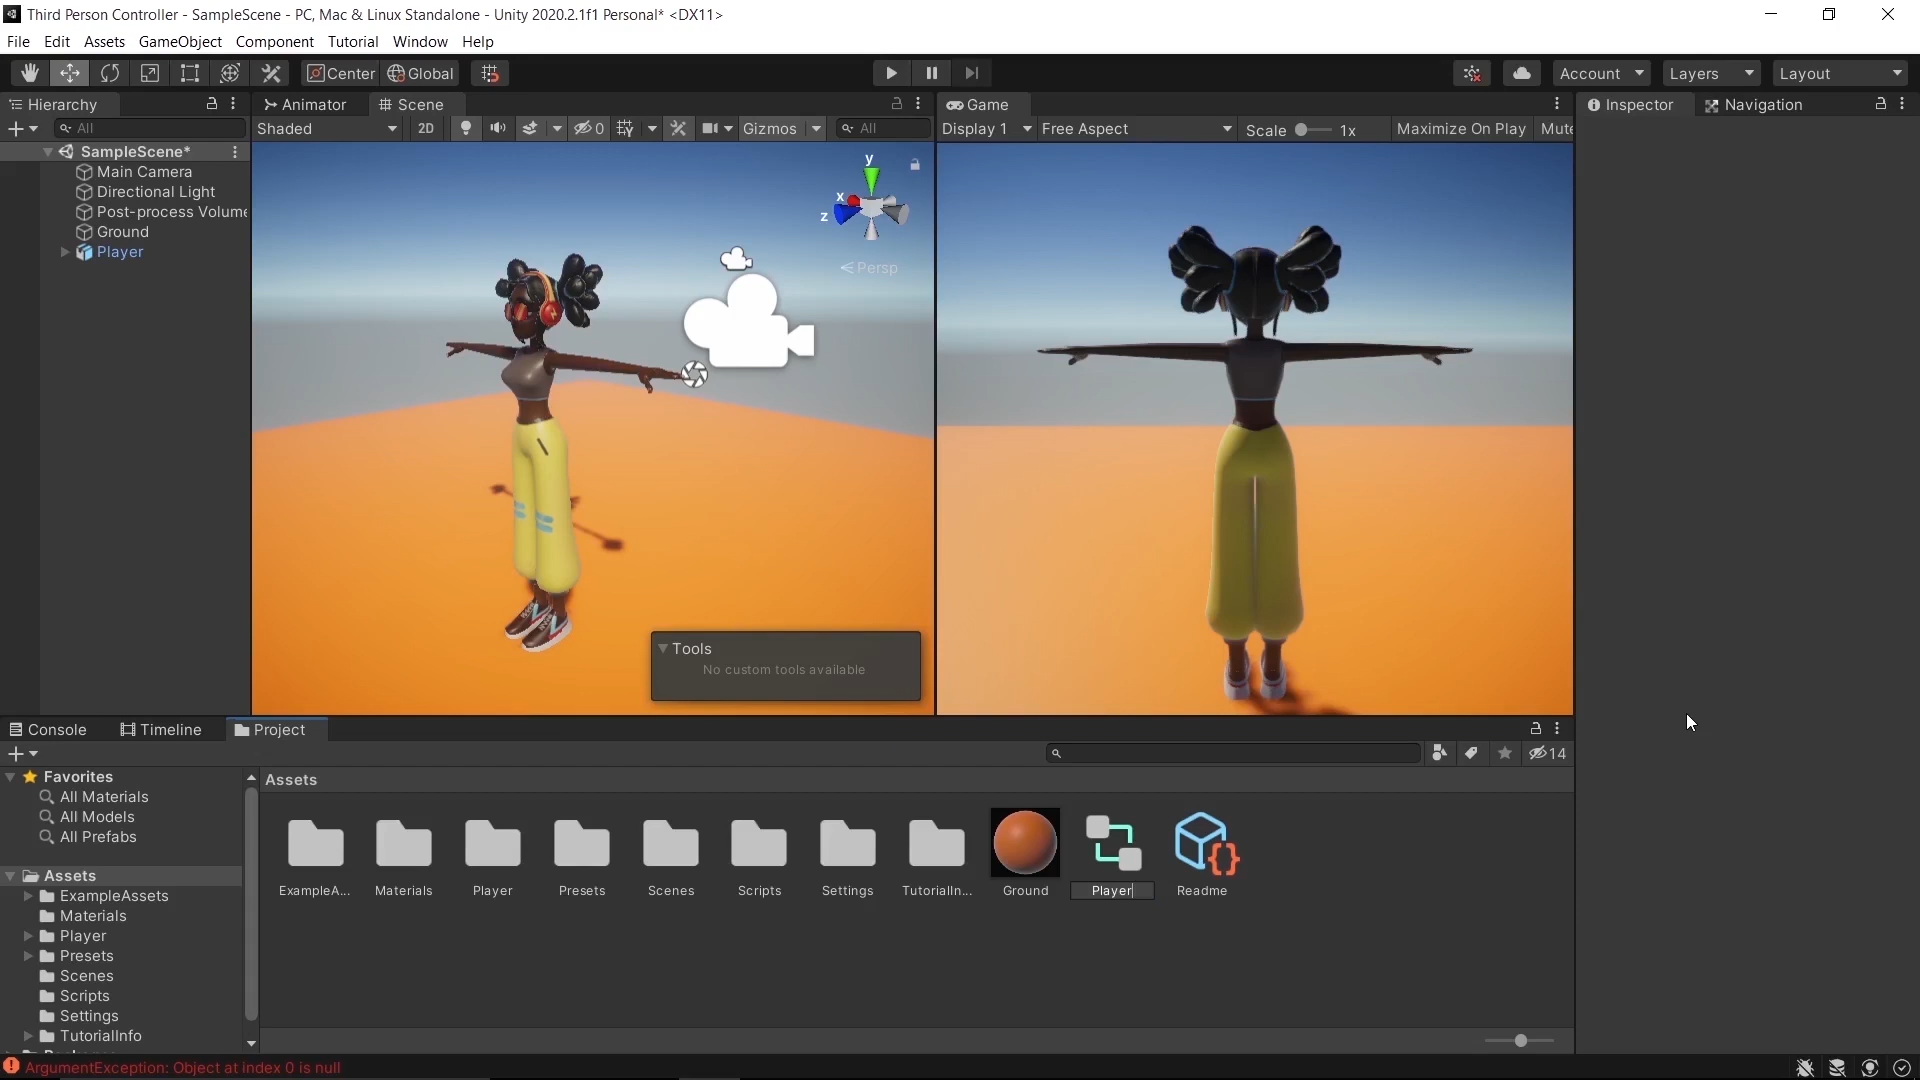 Third Person Controller - SampleScene - PC, Mac & Linux Standalone - Unity 2020.2.1f1 Personal* <DX11>
File Edit Assets GameObject Component Tutorial Window Help
Center Global Account Layers Layout
Hierarchy Animator Scene Game Inspector Navigation
All Shaded 2D 0 Gizmos All Display 1 Free Aspect Scale 1x Maximize On Play Mute
SampleScene*
Main Camera
Directional Light
Post-process Volume
Ground
Player
y
x
z
Persp
Tools
No custom tools available
Console Timeline Project
14
Favorites
All Materials
All Models
All Prefabs
Assets
ExampleAssets
Materials
Player
Presets
Scenes
Scripts
Settings
TutorialInfo
Assets
ExampleA... Materials Player Presets Scenes Scripts Settings TutorialIn... Ground Player Readme
ArgumentException: Object at index 0 is null